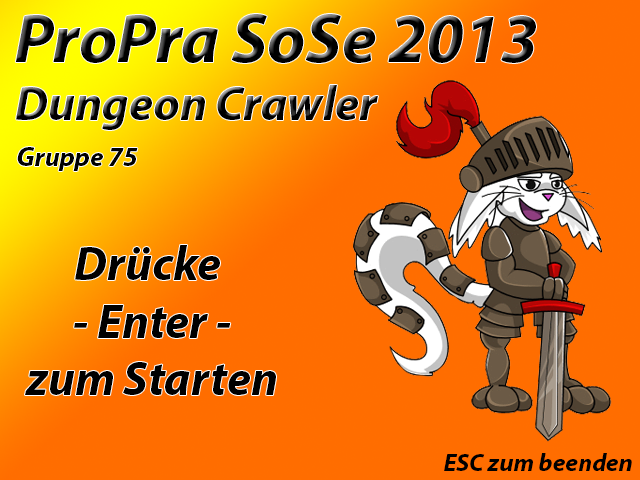 ProPra SoSe 2013
Dungeon Crawler
Gruppe 75
Drücke
- Enter -
zum Starten
ESC zum beenden